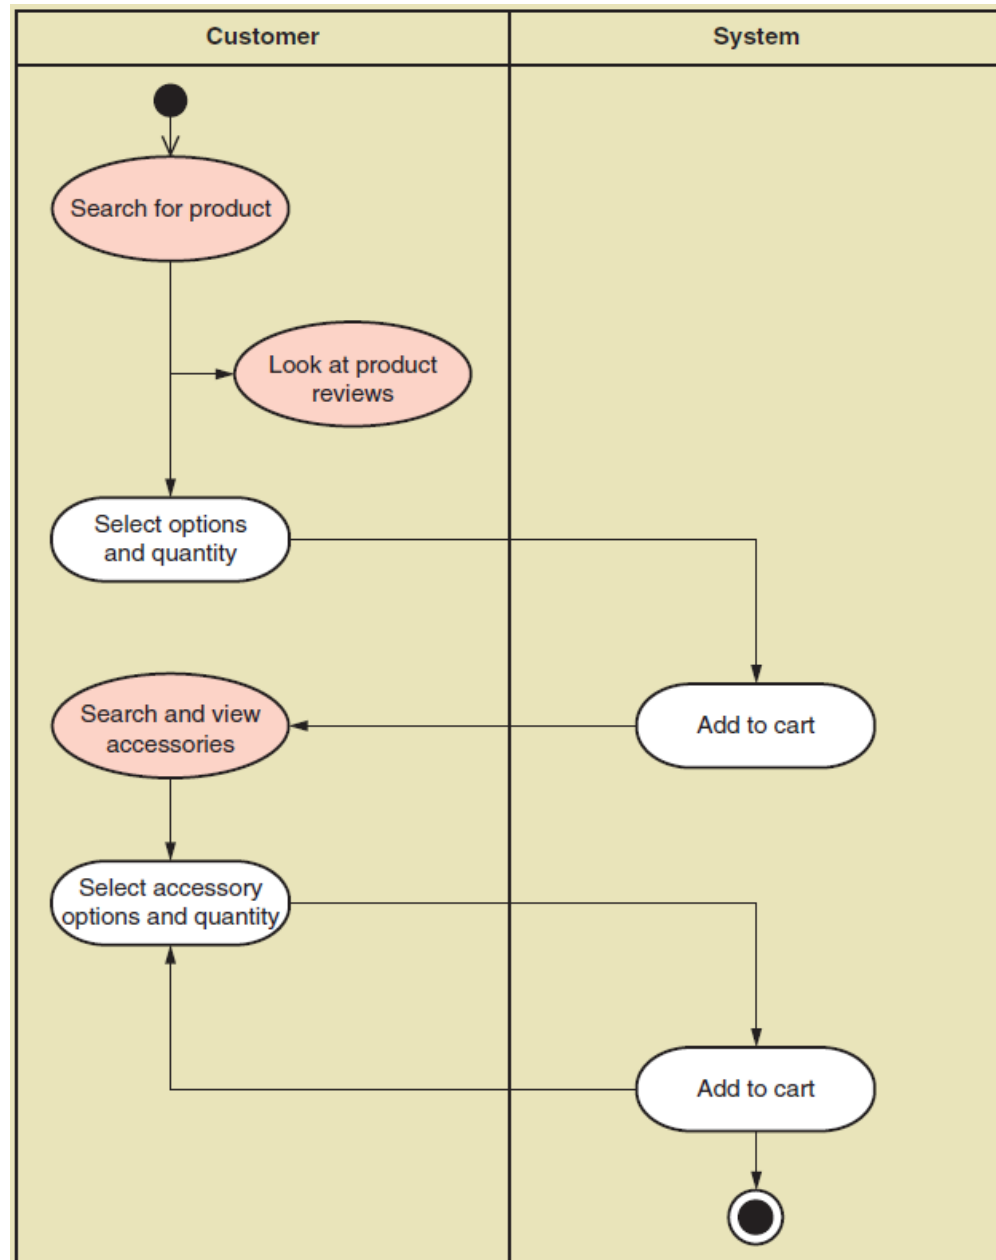 Customer
System
Search for product
Look at product
reviews
Select options
and quantity
Add to cart
Search and view
accessories
Select accessory
options and quantity
Add to cart